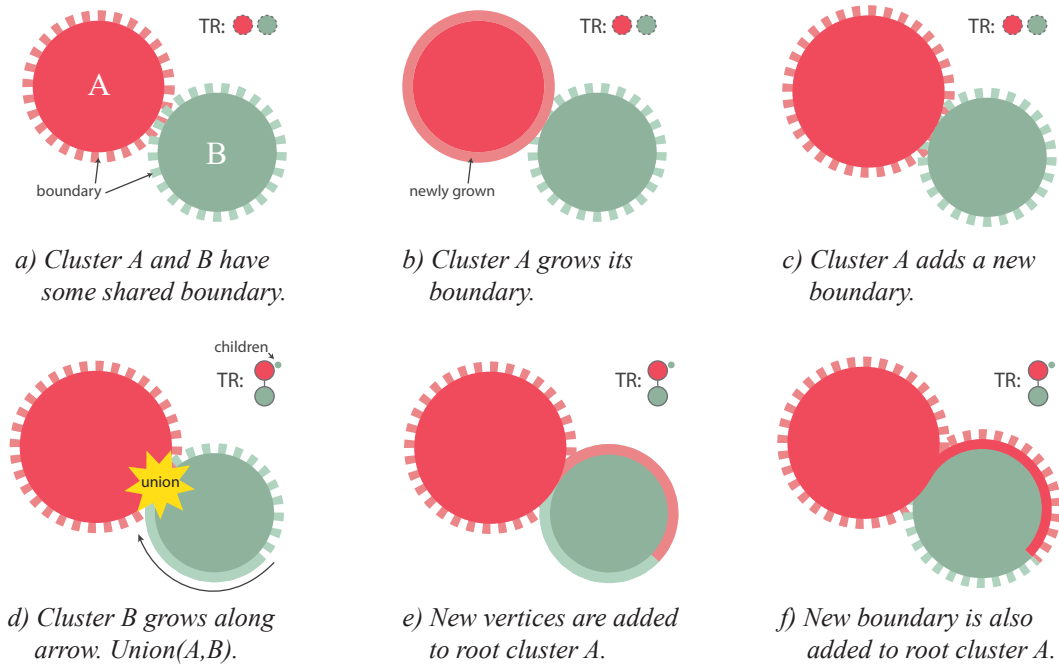 TR:
A
B
boundary
a) Cluster A and B have
some shared boundary.
TR:
newly grown
b) Cluster A grows its
boundary.
TR:
c) Cluster A adds a new
boundary.
children
TR:
union
d) Cluster B grows along
arrow. Union(A,B).
TR:
e) New vertices are added
to root cluster A.
TR:
f) New boundary is also
added to root cluster A.